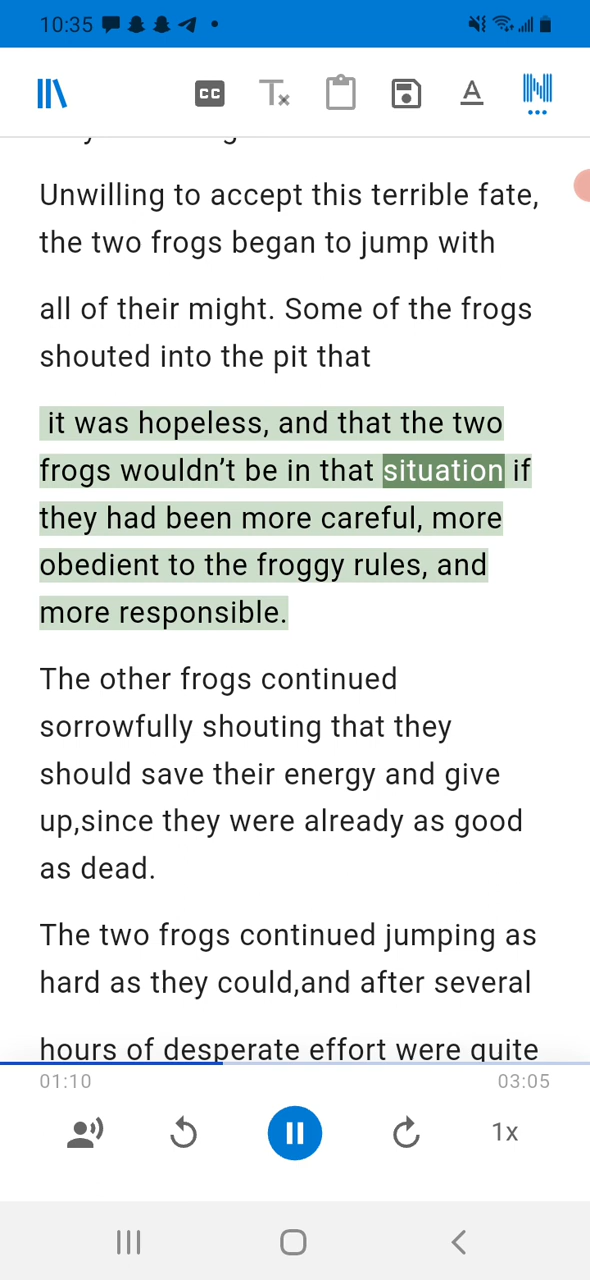 10:35
CC
Unwilling to accept this terrible fate,
the two frogs began to jump with
all of their might. Some of the frogs
shouted into the pit that
it was hopeless, and that the two
frogs wouldn’t be in that situation if
they had been more careful, more
obedient to the froggy rules, and
more responsible.
The other frogs continued
sorrowfully shouting that they
should save their energy and give
up,since they were already as good
as dead.
The two frogs continued jumping as
hard as they could,and after several
hours of desperate effort were quite
01:10
03:05
1x